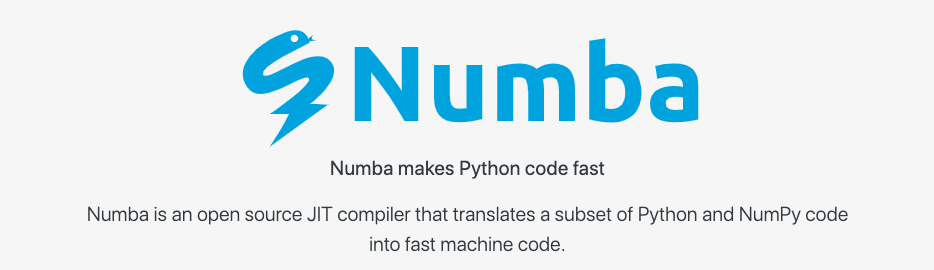 Numba
Numba makes Python code fast
Numba is an open source JIT compiler that translates a subset of Python and NumPy code
into fast machine code.